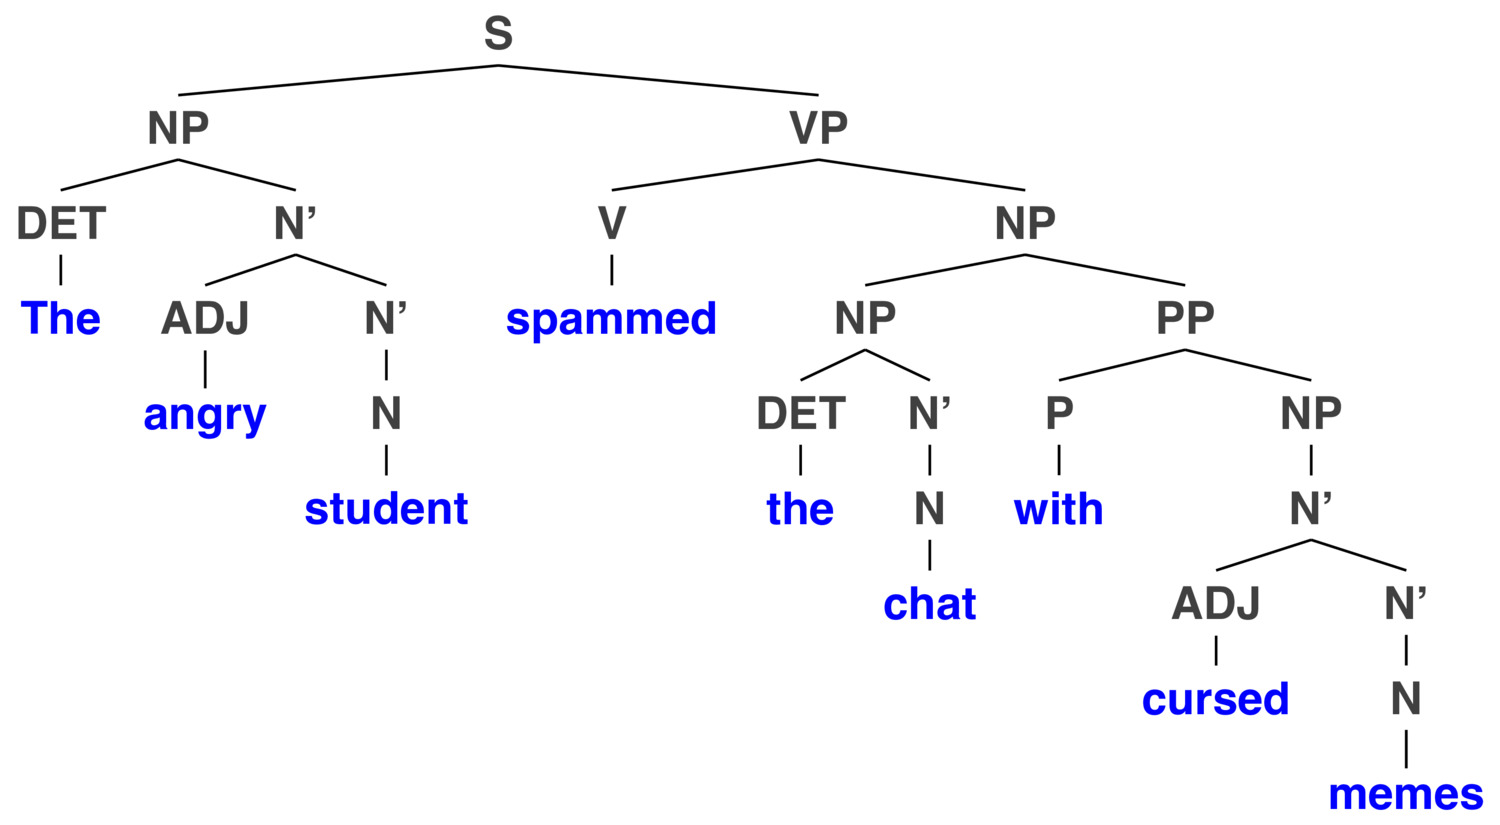 S
NP VP
DET N’ V NP
The ADJ N’ spammed NP PP
angry N DET N’ P NP
student the N with N’
chat ADJ N’
cursed N
memes